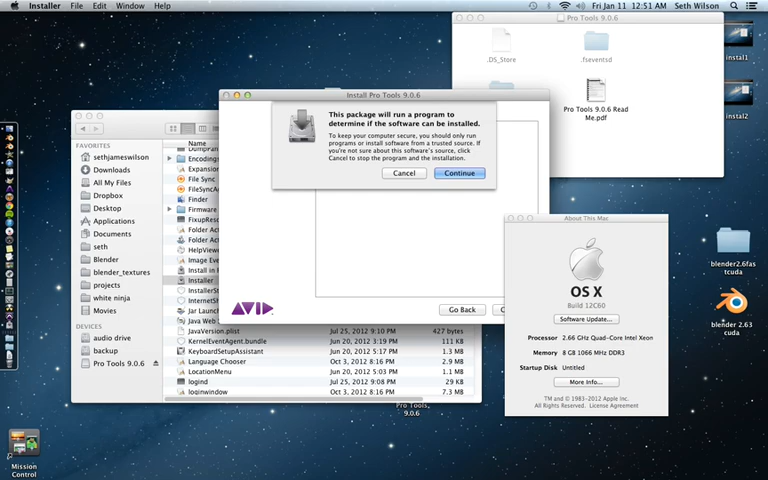 Installer File Edit Window Help
Fri Jan 11 12:51 AM Seth Wilson
Pro Tools 9.0.6
.DS_Store
.fseventsd
Pro Tools 9.0.6 Read
Me.pdf
instal1
instal2
Install Pro Tools 9.0.6
This package will run a program to
determine if the software can be installed.
To keep your computer secure, you should only run
programs or install software from a trusted source. If
you're not sure about this software's source, click
Cancel to stop the program and the installation.
Cancel
Continue
Go Back
AVID
FAVORITES
sethjameswilson
Downloads
All My Files
Dropbox
Desktop
Applications
Documents
seth
Blender
blender_textures
projects
white ninja
Movies
DEVICES
audio drive
backup
Pro Tools 9.0.6
Name
Encoding
Expansion
File Sync
FileSyncA
Finder
Firmware
FixupReso
Folder Ac
Folder Act
HelpViewe
Image Eve
Install in
Installer
InstallerSt
InternetSh
Jar Launch
Java Web
JavaVersion.plist Jul 25, 2012 9:10 PM 427 bytes
KernelEventAgent.bundle Jun 20, 2012 3:19 PM 111 K
KeyboardSetupAssistant Jun 20, 2012 5:17 PM 1.3 M
Language Chooser Oct 3, 2012 8:16 PM 2.9 M
LocationMenu Jun 20, 2012 5:03 PM 1.1 M
logind Jul 25, 2012 9:08 PM 29 K
loginwindow Oct 3, 2012 8:16 PM 7.3 M
About This Mac
OS X
Build 12C60
Software Update...
Processor 2.66 GHz Quad-Core Intel Xeon
Memory 8 GB 1066 MHz DDR3
Startup Disk Untitled
More Info...
TM and © 1983-2012 Apple Inc.
All Rights Reserved. License Agreement
blender2.6fas
tcuda
blender 2.63
cuda
Pro Tools,
9.0.6
Mission
Control